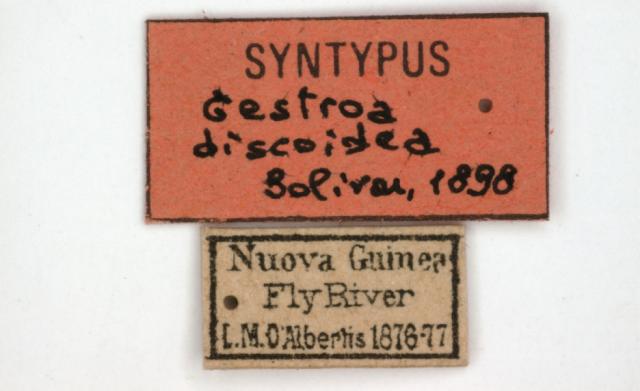 SYNTYPUS
Gestroa
discoidea
Bolivar, 1898
Nuova Guinea
Fly River
L.M.D'Albertis 1876-77